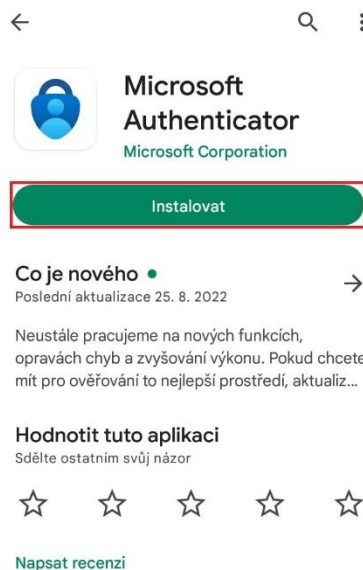 Microsoft
Authenticator
Microsoft Corporation
Instalovat
Co je nového
Poslední aktualizace 25. 8. 2022
Neustále pracujeme na nových funkcích,
opravách chyb a zvyšování výkonu. Pokud chcete
mít pro ověřování to nejlepší prostředí, aktualiz...
Hodnotit tuto aplikaci
Sdělte ostatním svůj názor
Napsat recenzi